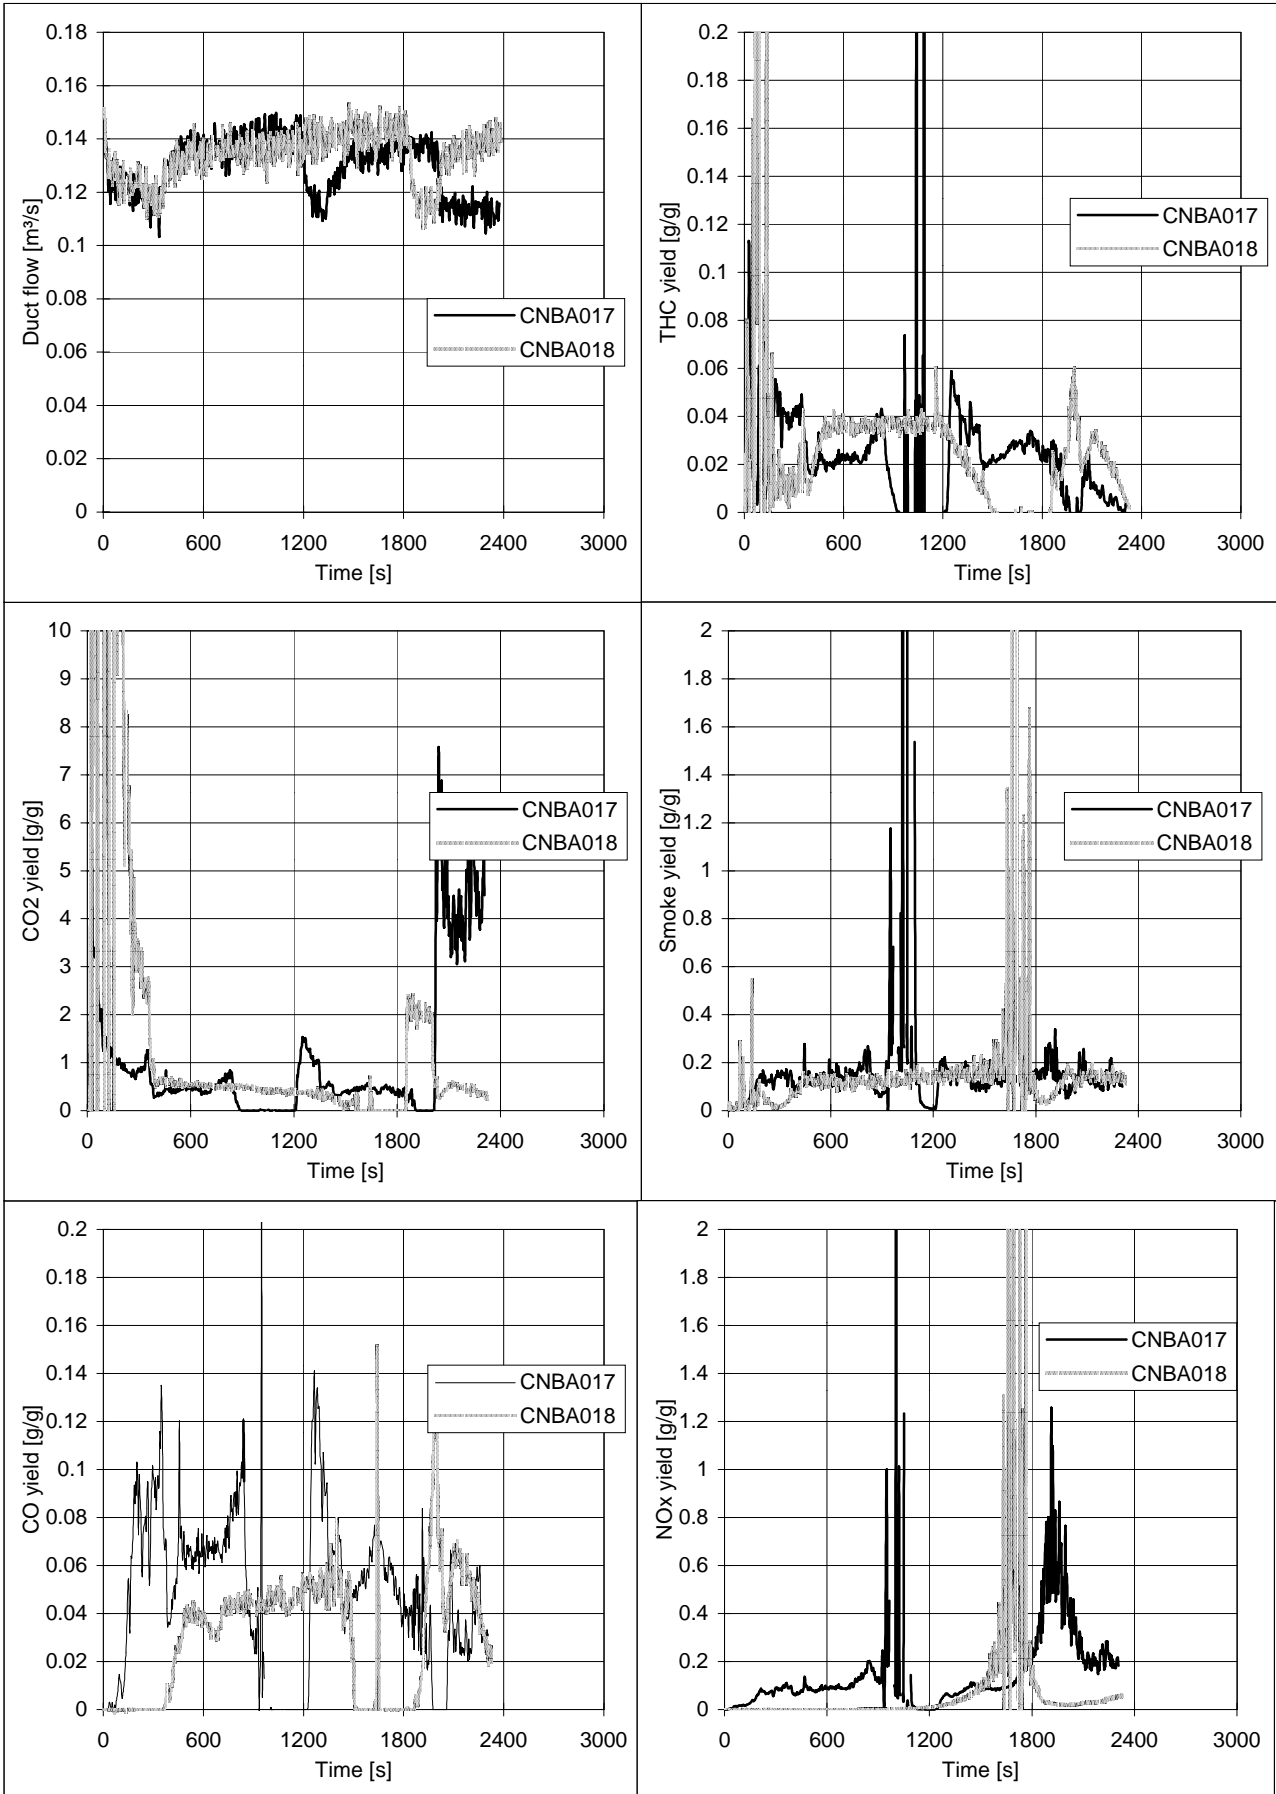 0.18
0.16
0.14
0.12
0.1
0.08
0.06
0.04
0.02
0
0 600 1200 1800 2400 3000
Time [s]
Duct flow [m³/s]
CNBA017
CNBA018
0.2
0.18
0.16
0.14
0.12
0.1
0.08
0.06
0.04
0.02
0
0 600 1200 1800 2400 3000
Time [s]
THC yield [g/g]
CNBA017
CNBA018
10
9
8
7
6
5
4
3
2
1
0
0 600 1200 1800 2400 3000
Time [s]
CO2 yield [g/g]
CNBA017
CNBA018
2
1.8
1.6
1.4
1.2
1
0.8
0.6
0.4
0.2
0
0 600 1200 1800 2400 3000
Time [s]
Smoke yield [g/g]
CNBA017
CNBA018
0.2
0.18
0.16
0.14
0.12
0.1
0.08
0.06
0.04
0.02
0
0 600 1200 1800 2400 3000
Time [s]
CO yield [g/g]
CNBA017
CNBA018
2
1.8
1.6
1.4
1.2
1
0.8
0.6
0.4
0.2
0
0 600 1200 1800 2400 3000
Time [s]
NOx yield [g/g]
CNBA017
CNBA018